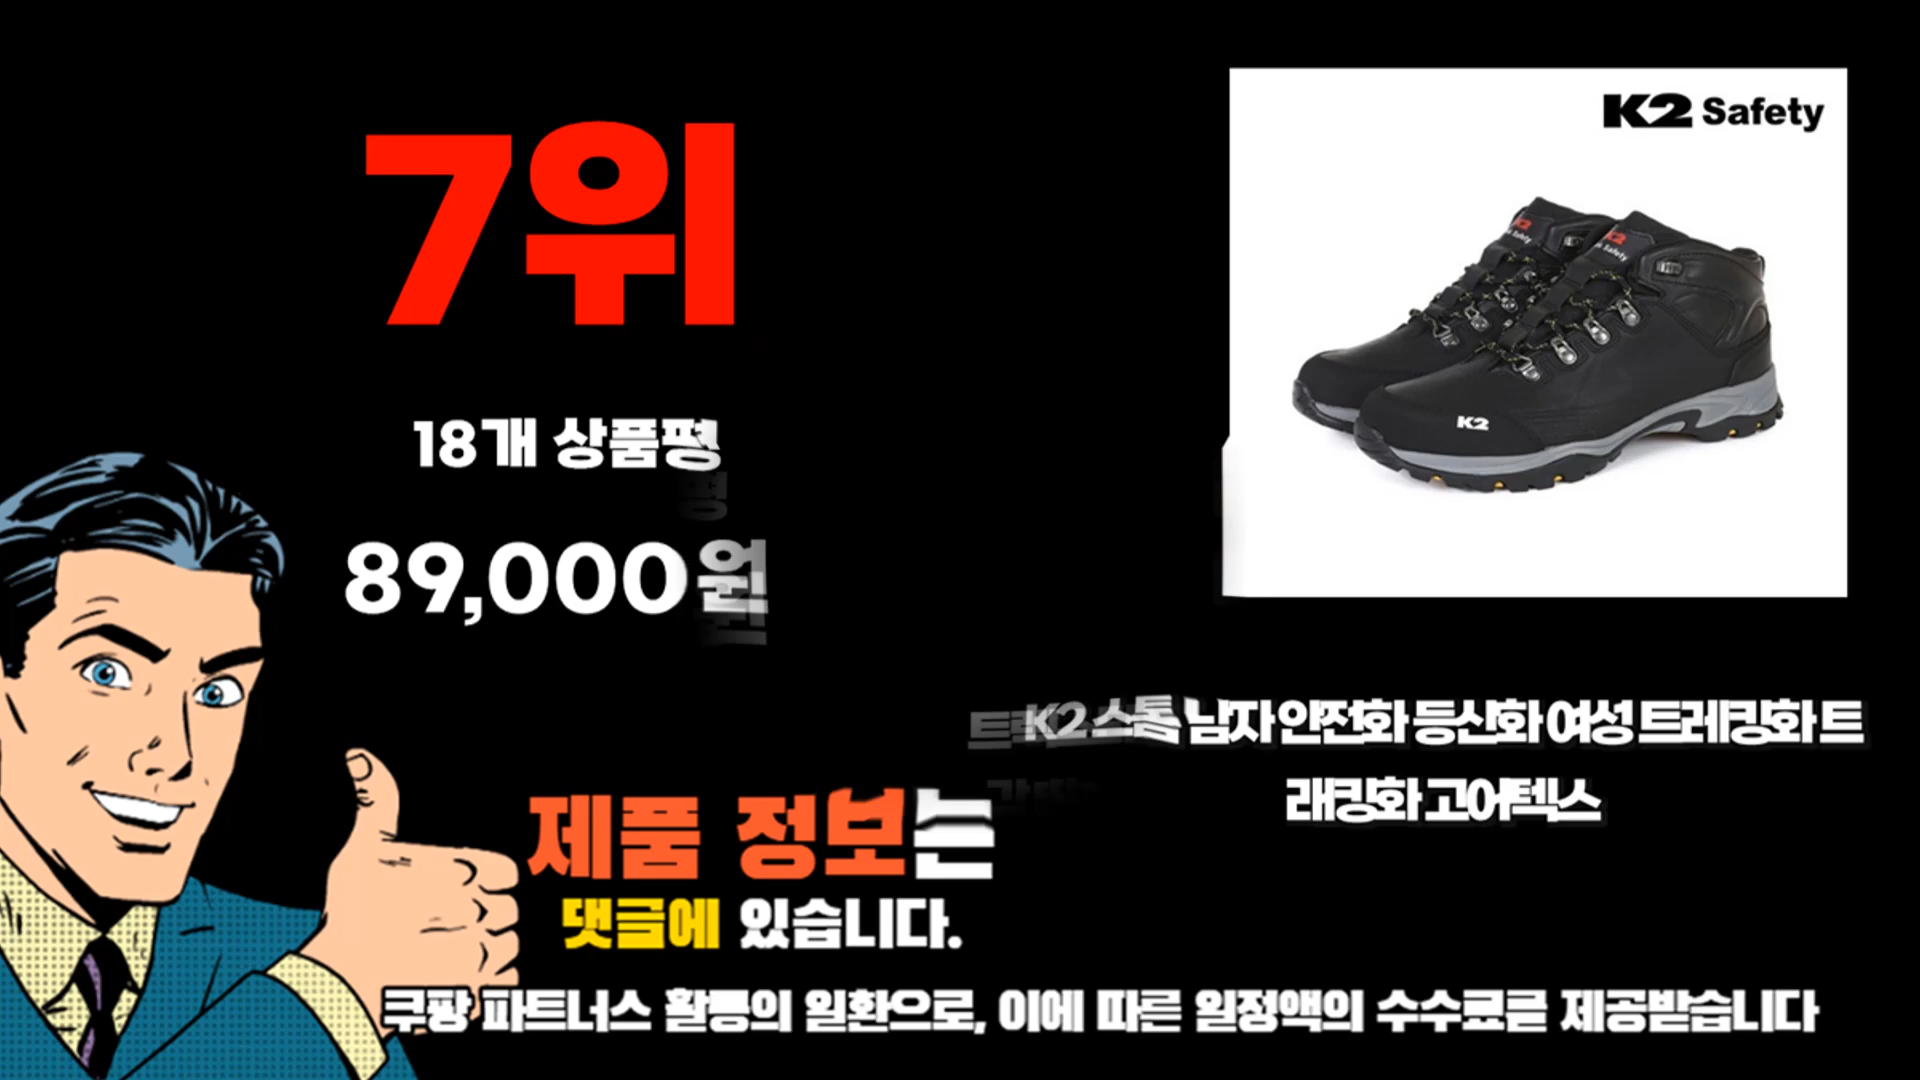 7위
K2 Safety
K2
18개 상품평
89,000원
K2 스톰 남자 안전화 등산화 여성 트레킹화 트
래킹화 고어텍스
제품 정보는
댓글에 있습니다.
쿠팡 파트너스 활동의 일환으로, 이에 따른 일정액의 수수료를 제공받습니다